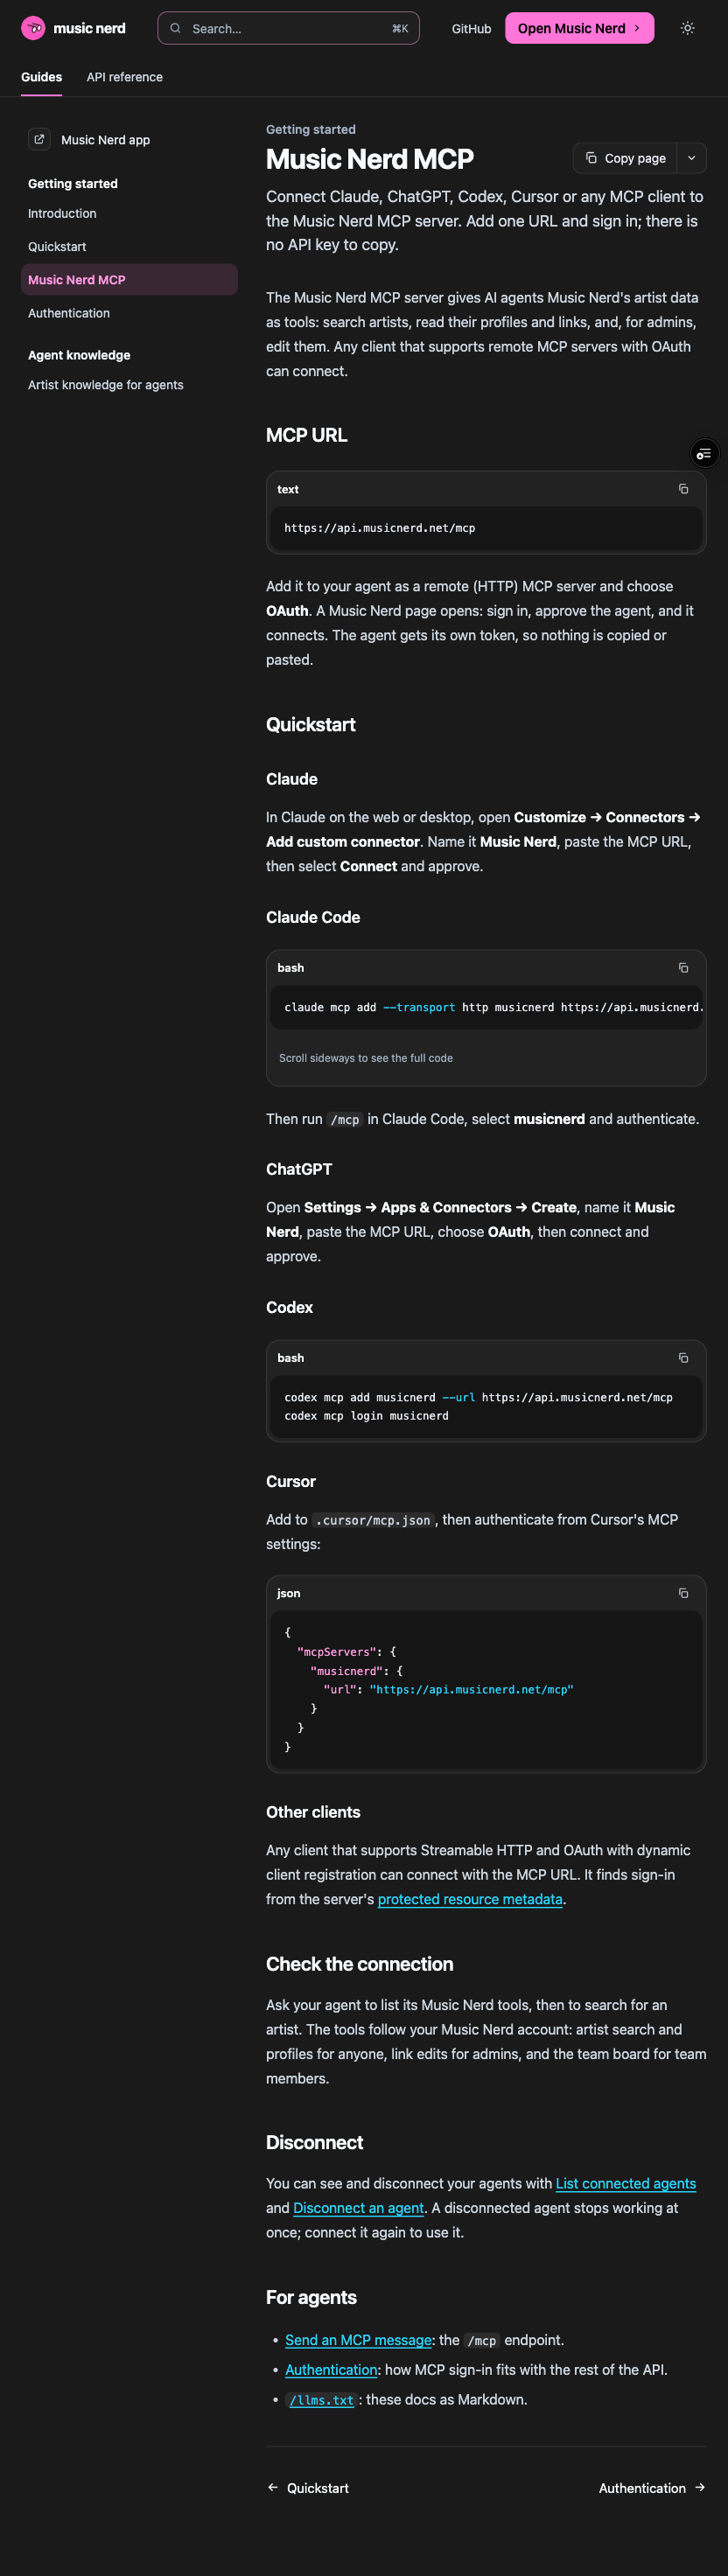 music nerd
Search...
⌘K
GitHub
Open Music Nerd
Guides
API reference
Music Nerd app
Getting started
Introduction
Quickstart
Music Nerd MCP
Authentication
Agent knowledge
Artist knowledge for agents
Getting started
Music Nerd MCP
Copy page
Connect Claude, ChatGPT, Codex, Cursor or any MCP client to
the Music Nerd MCP server. Add one URL and sign in; there is
no API key to copy.
The Music Nerd MCP server gives AI agents Music Nerd's artist data
as tools: search artists, read their profiles and links, and, for admins,
edit them. Any client that supports remote MCP servers with OAuth
can connect.
MCP URL
text
https://api.musicnerd.net/mcp
Add it to your agent as a remote (HTTP) MCP server and choose
OAuth. A Music Nerd page opens: sign in, approve the agent, and it
connects. The agent gets its own token, so nothing is copied or
pasted.
Quickstart
Claude
In Claude on the web or desktop, open Customize → Connectors →
Add custom connector. Name it Music Nerd, paste the MCP URL,
then select Connect and approve.
Claude Code
bash
claude mcp add --transport http musicnerd https://api.musicnerd.
Scroll sideways to see the full code
Then run /mcp in Claude Code, select musicnerd and authenticate.
ChatGPT
Open Settings → Apps & Connectors → Create, name it Music
Nerd, paste the MCP URL, choose OAuth, then connect and
approve.
Codex
bash
codex mcp add musicnerd --url https://api.musicnerd.net/mcp
codex mcp login musicnerd
Cursor
Add to .cursor/mcp.json, then authenticate from Cursor's MCP
settings:
json
{
"mcpServers": {
"musicnerd": {
"url": "https://api.musicnerd.net/mcp"
}
}
}
Other clients
Any client that supports Streamable HTTP and OAuth with dynamic
client registration can connect with the MCP URL. It finds sign-in
from the server's protected resource metadata.
Check the connection
Ask your agent to list its Music Nerd tools, then to search for an
artist. The tools follow your Music Nerd account: artist search and
profiles for anyone, link edits for admins, and the team board for team
members.
Disconnect
You can see and disconnect your agents with List connected agents
and Disconnect an agent. A disconnected agent stops working at
once; connect it again to use it.
For agents
• Send an MCP message: the /mcp endpoint.
• Authentication: how MCP sign-in fits with the rest of the API.
• /llms.txt: these docs as Markdown.
← Quickstart
Authentication →